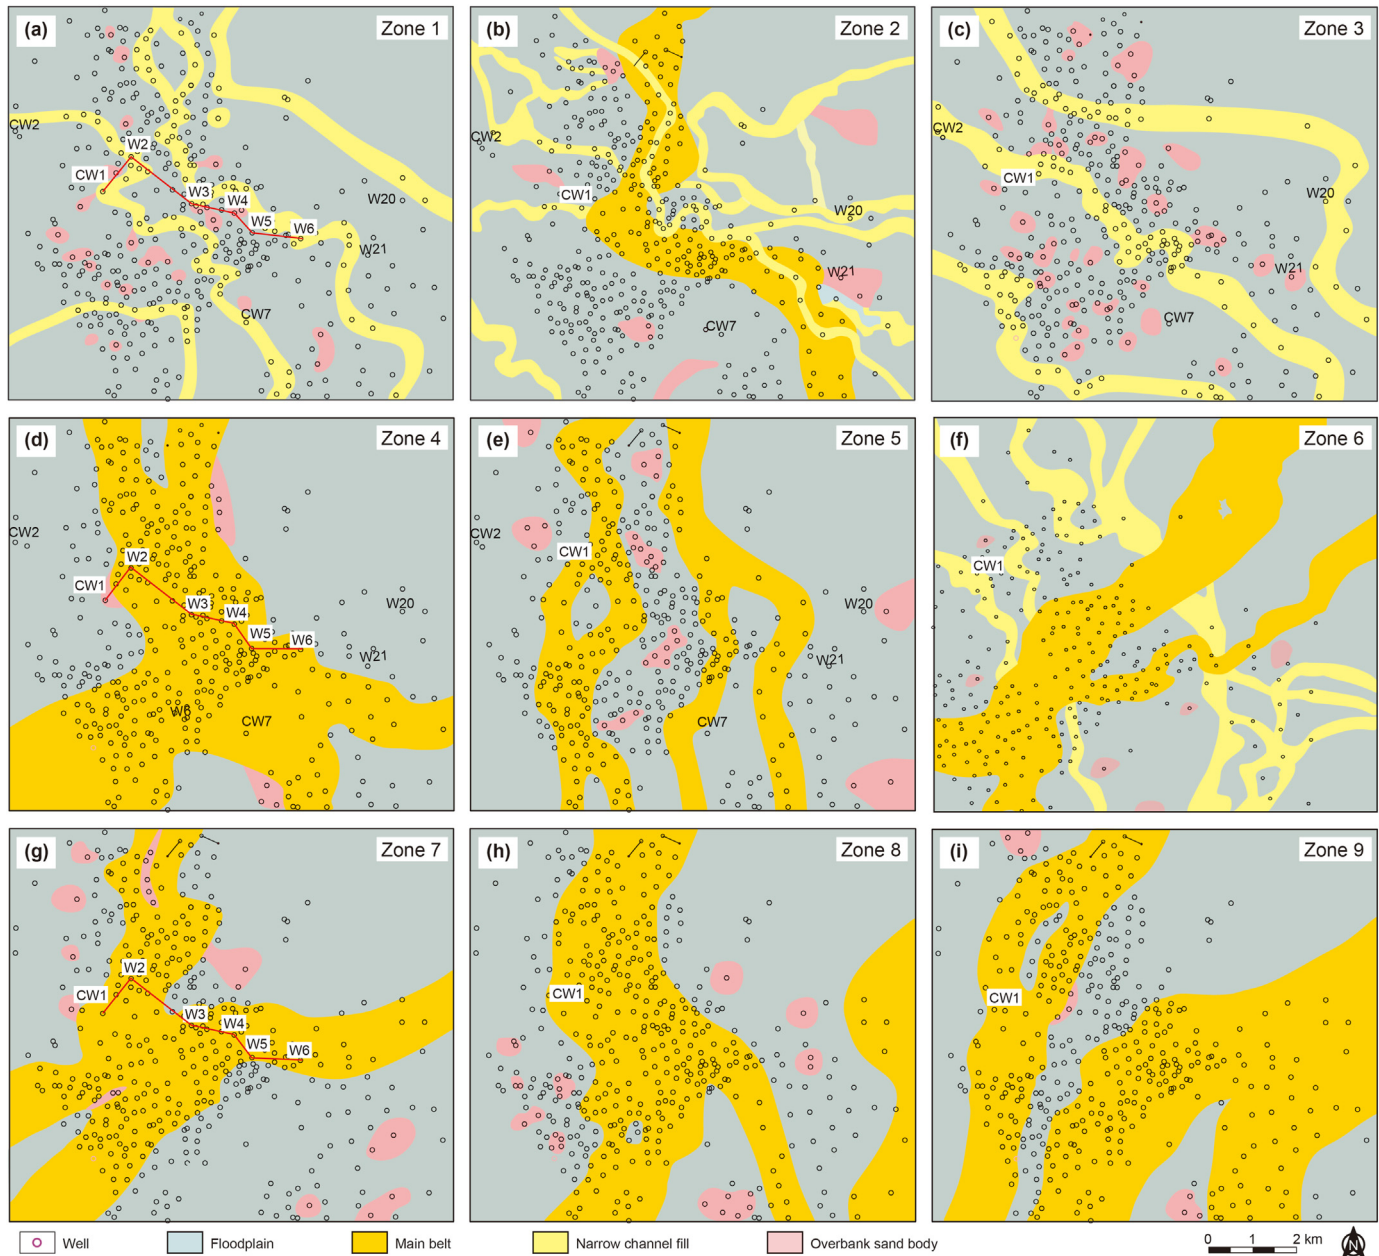 (a) Zone 1
CW2
W2
CW1
W3
W4
W5
W6
W20
W21
CW7
(b) Zone 2
CW2
CW1
W20
W21
CW7
(c) Zone 3
CW2
CW1
W20
W21
CW7
(d) Zone 4
CW2
W2
CW1
W3
W4
W5
W6
W20
W21
W6
CW7
(e) Zone 5
CW2
CW1
W20
W21
CW7
(f) Zone 6
CW1
(g) Zone 7
W2
CW1
W3
W4
W5
W6
(h) Zone 8
CW1
(i) Zone 9
CW1
Well Floodplain Main belt Narrow channel fill Overbank sand body
0 1 2 km
N